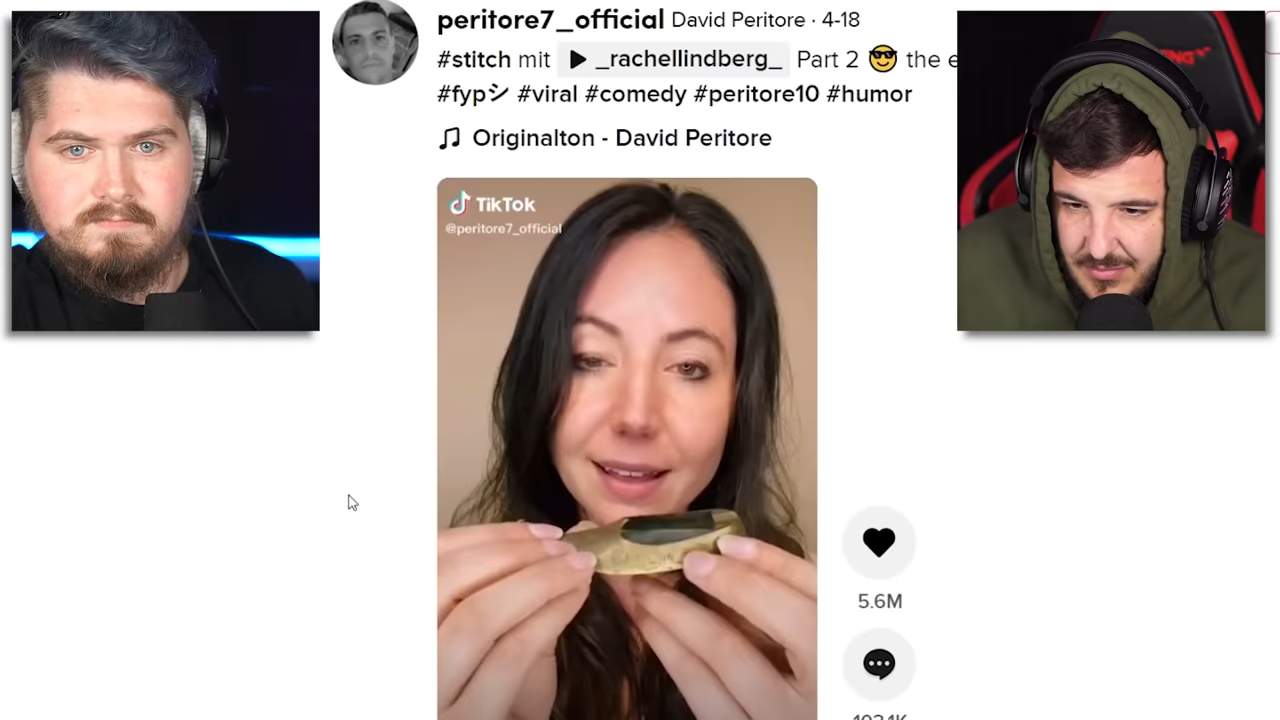 peritore7_official David Peritore · 4-18
#stitch mit ▶ _rachellindberg_ Part 2 😎 the
#fypシ #viral #comedy #peritore10 #humor
♫ Originalton - David Peritore
TikTok
@peritore7_official
5.6M